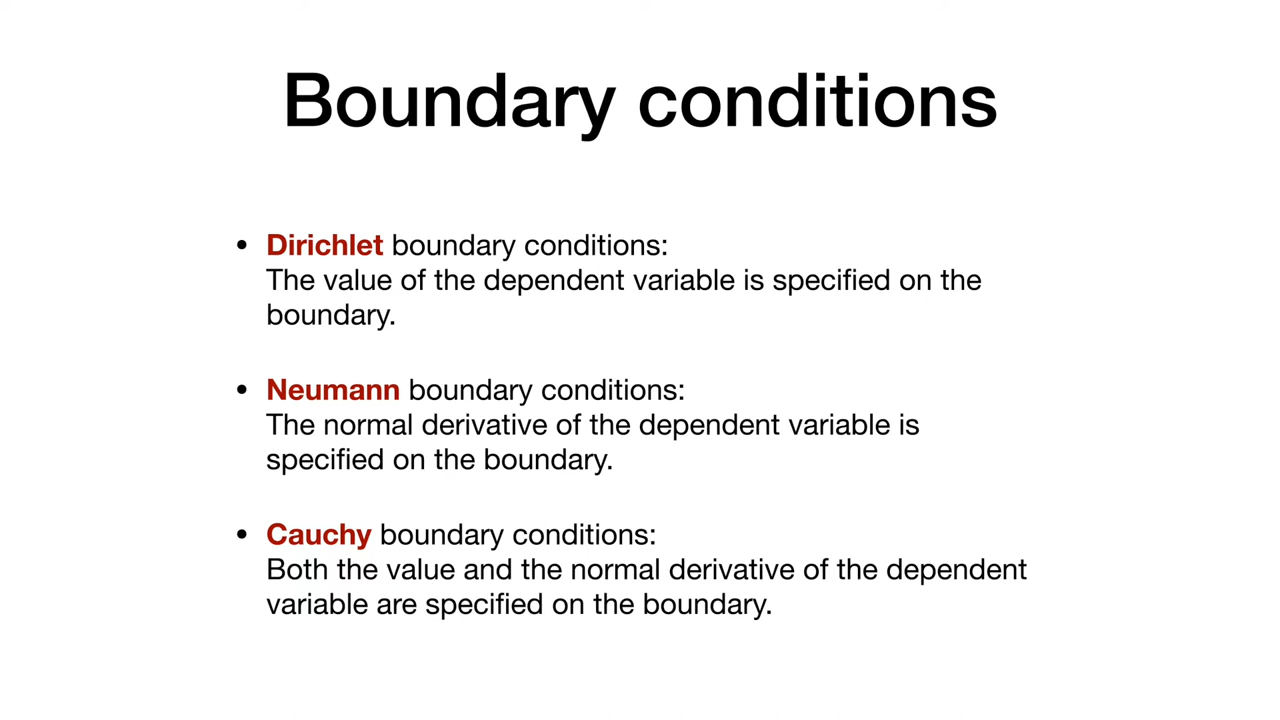 Boundary conditions
• Dirichlet boundary conditions:
The value of the dependent variable is specified on the
boundary.
• Neumann boundary conditions:
The normal derivative of the dependent variable is
specified on the boundary.
• Cauchy boundary conditions:
Both the value and the normal derivative of the dependent
variable are specified on the boundary.